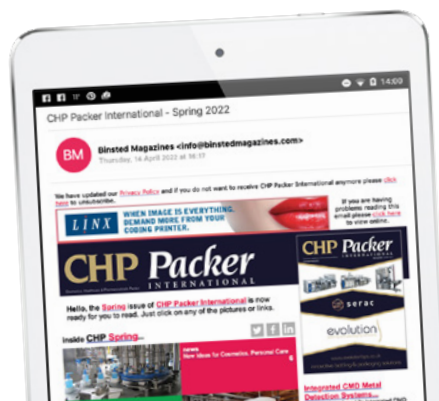 14:09
CHP Packer International - Spring 2022
BM
Binsted Magazines <info@binstedmagazines.com>
Thursday, 14 April 2022 at
We have updated our Privacy Policy and if you do not want to receive CHP Packer International anymore please click
here to unsubscribe.
LINX
WHEN IMAGE IS EVERYTHING.
DEMAND MORE FROM YOUR
CODING PRINTER.
If you are having
problems reading this
email please click here
to view online.
CHP Packer
INTERNATIONAL
CHP Packer
INTERNATIONAL
serac
evolution
Hello, the Spring issue of CHP Packer International is now
ready for you to read. Just click on any of the pictures or links.
Inside CHP Spring...
news
New Ideas for Cosmetics, Personal Care
6
Integrated CMD Metal
Detection Systems...